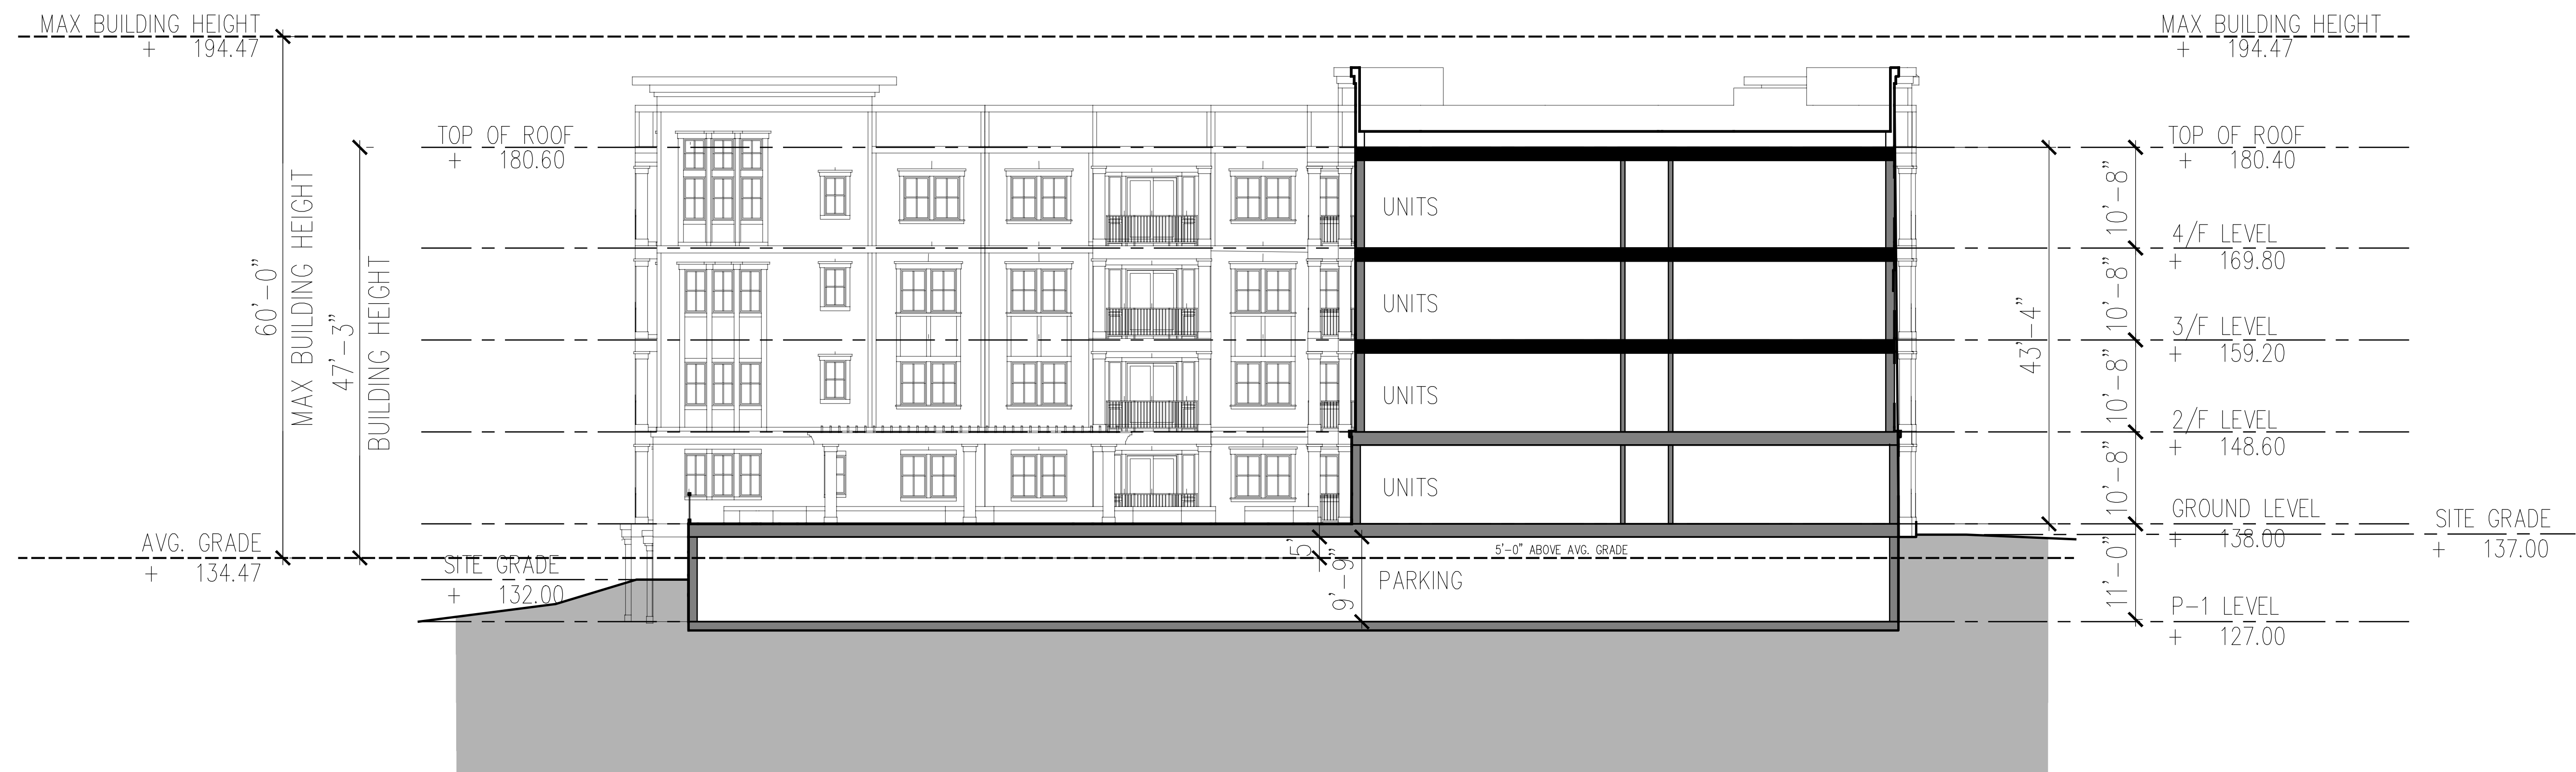 MAX BUILDING HEIGHT
+ 194.47
MAX BUILDING HEIGHT
+ 194.47
TOP OF ROOF
+ 180.60
TOP OF ROOF
+ 180.40
60'-0"
MAX BUILDING HEIGHT
47'-3"
BUILDING HEIGHT
UNITS
UNITS
UNITS
UNITS
43'-4"
10'-8"
10'-8"
10'-8"
10'-8"
11'-0"
4/F LEVEL
+ 169.80
3/F LEVEL
+ 159.20
2/F LEVEL
+ 148.60
GROUND LEVEL
+ 138.00
SITE GRADE
+ 137.00
P-1 LEVEL
+ 127.00
AVG. GRADE
+ 134.47
SITE GRADE
+ 132.00
5'
9'-9"
5'-0" ABOVE AVG. GRADE
PARKING